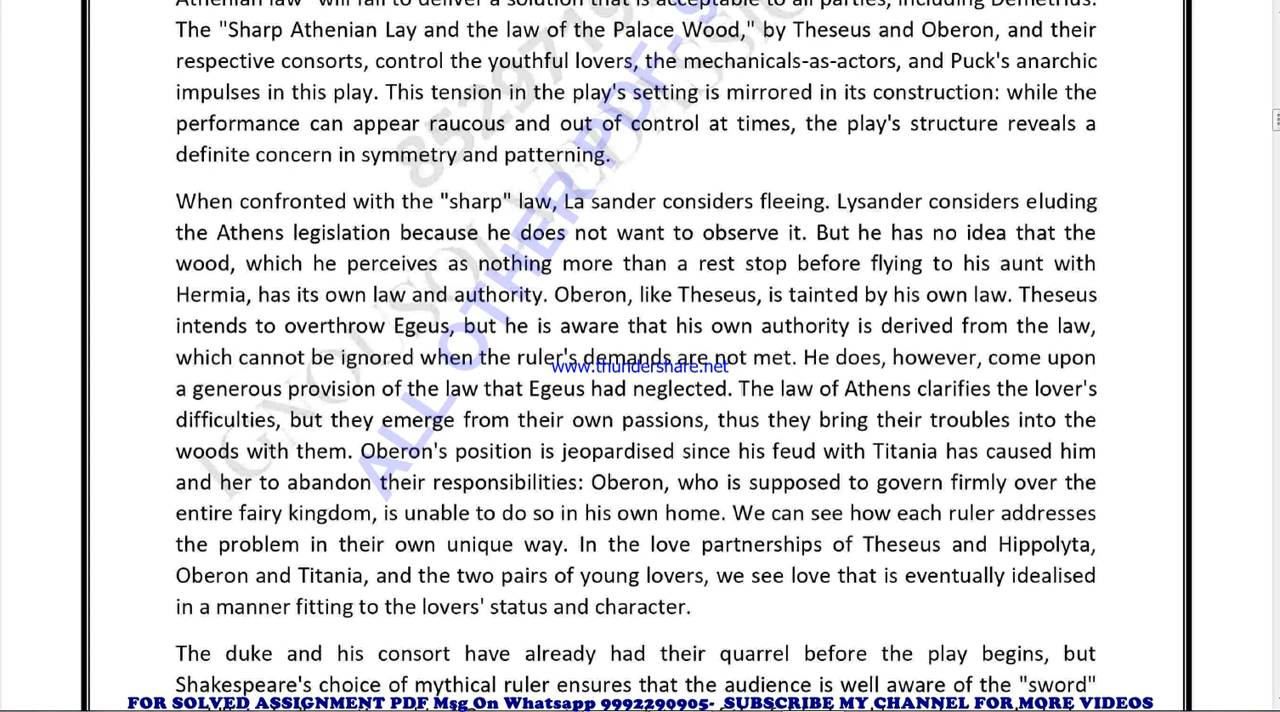 Athenian law" will fail to deliver a solution that is acceptable to all parties, including Demetrius.
The "Sharp Athenian Lay and the law of the Palace Wood," by Theseus and Oberon, and their
respective consorts, control the youthful lovers, the mechanicals-as-actors, and Puck's anarchic
impulses in this play. This tension in the play's setting is mirrored in its construction: while the
performance can appear raucous and out of control at times, the play's structure reveals a
definite concern in symmetry and patterning.
When confronted with the "sharp" law, La sander considers fleeing. Lysander considers eluding
the Athens legislation because he does not want to observe it. But he has no idea that the
wood, which he perceives as nothing more than a rest stop before flying to his aunt with
Hermia, has its own law and authority. Oberon, like Theseus, is tainted by his own law. Theseus
intends to overthrow Egeus, but he is aware that his own authority is derived from the law,
which cannot be ignored when the ruler's demands are not met. He does, however, come upon
www.thundershare.net
a generous provision of the law that Egeus had neglected. The law of Athens clarifies the lover's
difficulties, but they emerge from their own passions, thus they bring their troubles into the
woods with them. Oberon's position is jeopardised since his feud with Titania has caused him
and her to abandon their responsibilities: Oberon, who is supposed to govern firmly over the
entire fairy kingdom, is unable to do so in his own home. We can see how each ruler addresses
the problem in their own unique way. In the love partnerships of Theseus and Hippolyta,
Oberon and Titania, and the two pairs of young lovers, we see love that is eventually idealised
in a manner fitting to the lovers' status and character.
The duke and his consort have already had their quarrel before the play begins, but
Shakespeare's choice of mythical ruler ensures that the audience is well aware of the "sword"
FOR SOLVED ASSIGNMENT PDF Msg On Whatsapp 9992290905- SUBSCRIBE MY CHANNEL FOR MORE VIDEOS
ALL OTHER PDF